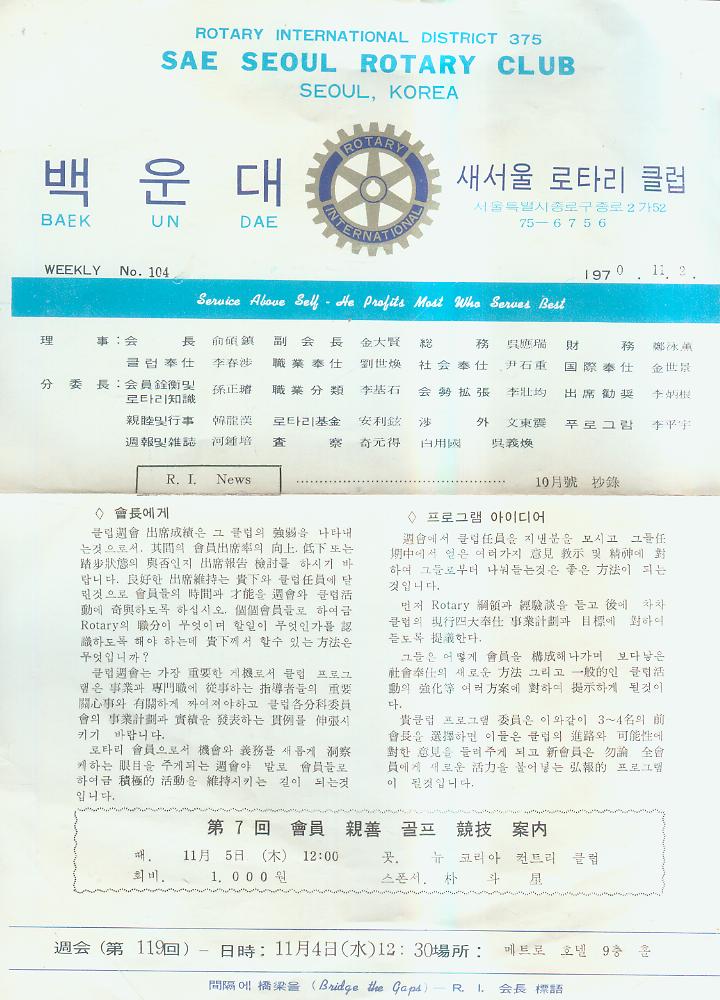 ROTARY INTERNATIONAL DISTRICT 375
SAE SEOUL ROTARY CLUB
SEOUL, KOREA
백 운 대
BAEK UN DAE
ROTARY
INTERNATIONAL
새서울 로타리 클럽
서울특별시종로구종로2가52
75-6756
WEEKLY No. 104
1970 . 11. 2 .
Service Above Self - He Profits Most Who Serves Best
理 事 : 会 長 兪碩鎭 副 会 長 金大賢 総 務 呉應瑞 財 務 鄭泳薫
클럽奉仕 李春渉 職業奉仕 劉世煥 社会奉仕 尹石重 国際奉仕 金世景
分委長 : 会員銓衡및 로타리知識 孫正璿 職業分類 李基石 会勢拡張 李壯均 出席勧奨 李炳根
親睦및行事 韓龍漢 로타리基金 安利鉉 渉 外 文東震 푸로그람 李平宇
週報및雑誌 河鍾培 査 察 奇元得 白用國 呉義煥
R. I. News
10月號 抄錄
◇ 會長에게
클럽週會 出席成績은 그 클럽의 強弱을 나타내
는것으로서, 其間의 會員出席率의 向上, 低下 또는
踏步狀態의 與否인지 出席報告 檢討를 하시기 바
랍니다. 良好한 出席維持는 貴下와 클럽任員에 달
린것으로 會員들의 時間과 才能을 週會와 클럽活
動에 寄與하도록 하십시오. 個個會員들로 하여금
Rotary의 職分이 무엇이며 할일이 무엇인가를 認
識하도록 해야 하는데 貴下께서 할수 있는 方法은
무엇입니까?
클럽週會는 가장 重要한 계機로서 클럽 프로그
램은 事業과 專門職에 從事하는 指導者들의 重要
關心事와 有關하게 짜여져야하고 클럽各分科委員
會의 事業計劃과 實績을 發表하는 貫例를 伸張시
키기 바랍니다.
로타리 會員으로서 機會와 義務를 새롭게 洞察
케하는 眼目을 주게되는 週會야 말로 會員들로
하여금 積極的 活動을 維持시키는 길이 되는것
입니다.
◇ 프로그램 아이디어
週會에서 클럽任員을 지낸분을 모시고 그들任
期中에서 얻은 여러가지 意見 敎示 및 精神에 對
하여 그들로부터 나눠듣는것은 좋은 方法이 되는
것입니다.
먼저 Rotary 綱領과 經驗談을 듣고 後에 차차
클럽의 現行四大奉仕 事業計劃과 目標에 對하여
듣도록 提議한다.
그들은 어떻게 會員을 構成해나가며 보다낳은
社會奉仕의 새로운 方法 그리고 一般的인 클럽活
動의 強化等 여러方案에 對하여 提示하게 될것이
다.
貴클럽 프로그램 委員은 이와같이 3~4名의 前
會長을 選擇하면 이들은 클럽의 進路와 可能性에
對한 意見을 들려주게 되고 新會員은 勿論 全會
員에게 새로운 活力을 불어넣는 弘報的 프로그램
이 될것입니다.
第7回 會員 親善 골프 競技 案內
때. 11月 5日 (木) 12:00 곳. 뉴 코리아 컨트리 클럽
회비. 1,000원 스폰서. 朴 斗 星
週会 (第 119回) - 日時 : 11月4日(水)12 : 30 場所 : 메트로 호텔 9층 홀
間隔에 橋梁을 (Bridge the Gaps) - R. I. 会長 標語